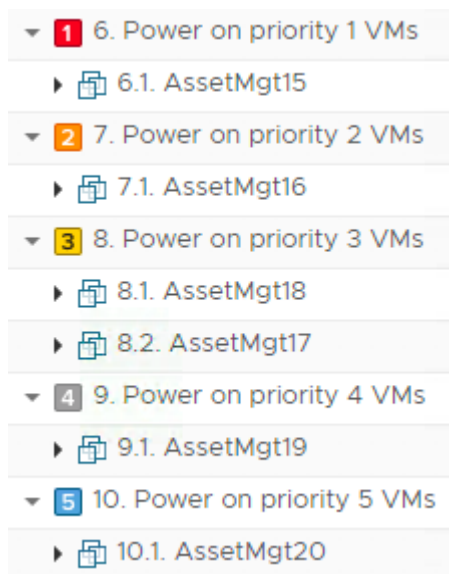 1 6. Power on priority 1 VMs
6.1. AssetMgt15
2 7. Power on priority 2 VMs
7.1. AssetMgt16
3 8. Power on priority 3 VMs
8.1. AssetMgt18
8.2. AssetMgt17
4 9. Power on priority 4 VMs
9.1. AssetMgt19
5 10. Power on priority 5 VMs
10.1. AssetMgt20